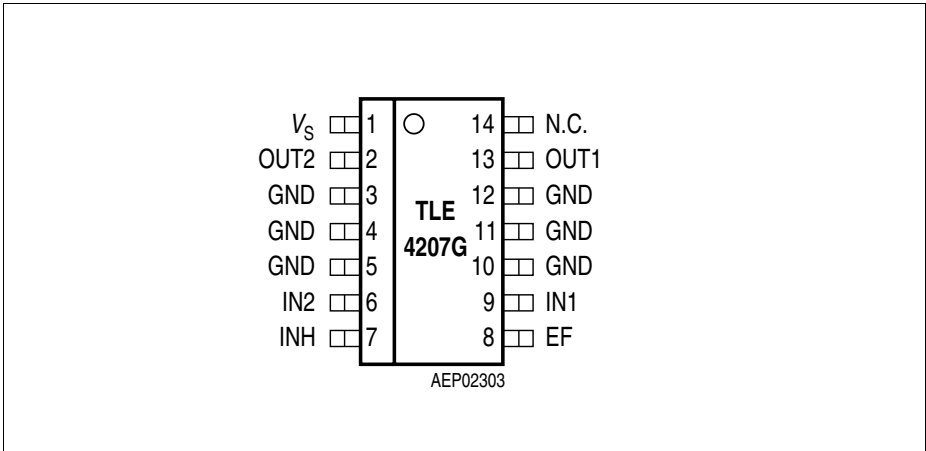 VS 1 14 N.C.
OUT2 2 13 OUT1
GND 3 12 GND
TLE
GND 4 11 GND
4207G
GND 5 10 GND
IN2 6 9 IN1
INH 7 8 EF
AEP02303